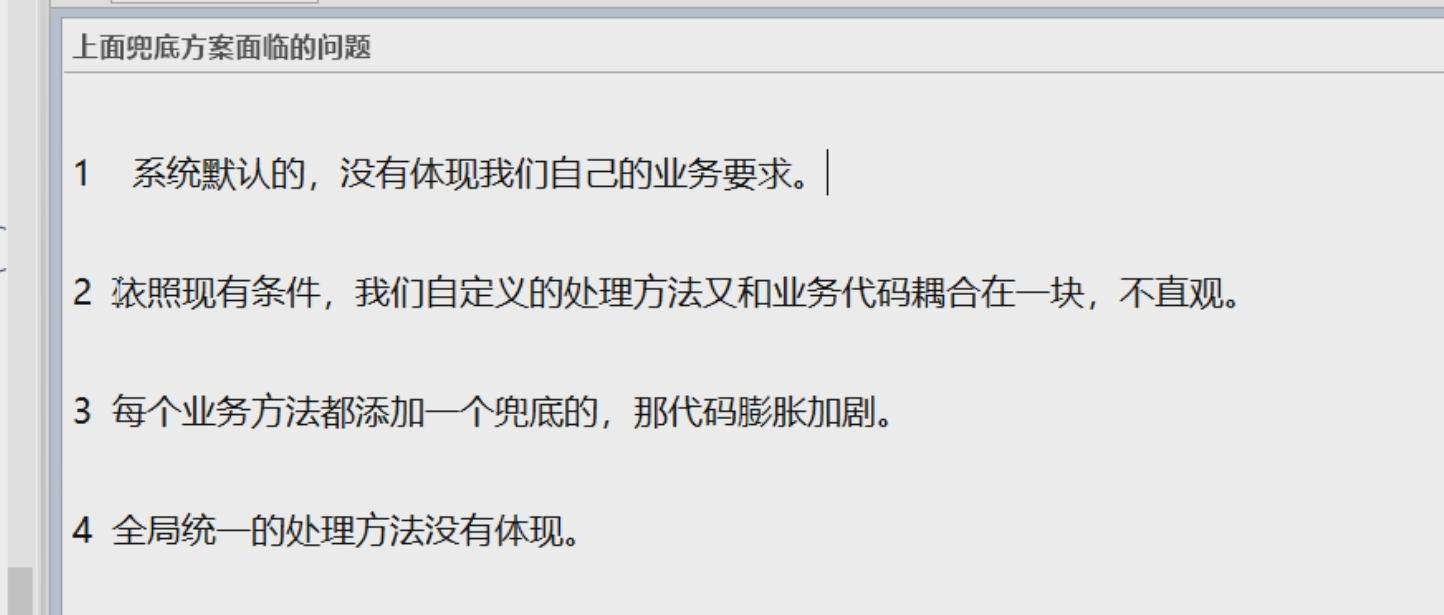 上面兜底方案面临的问题
1 系统默认的，没有体现我们自己的业务要求。
2 依照现有条件，我们自定义的处理方法又和业务代码耦合在一块，不直观。
3 每个业务方法都添加一个兜底的，那代码膨胀加剧。
4 全局统一的处理方法没有体现。